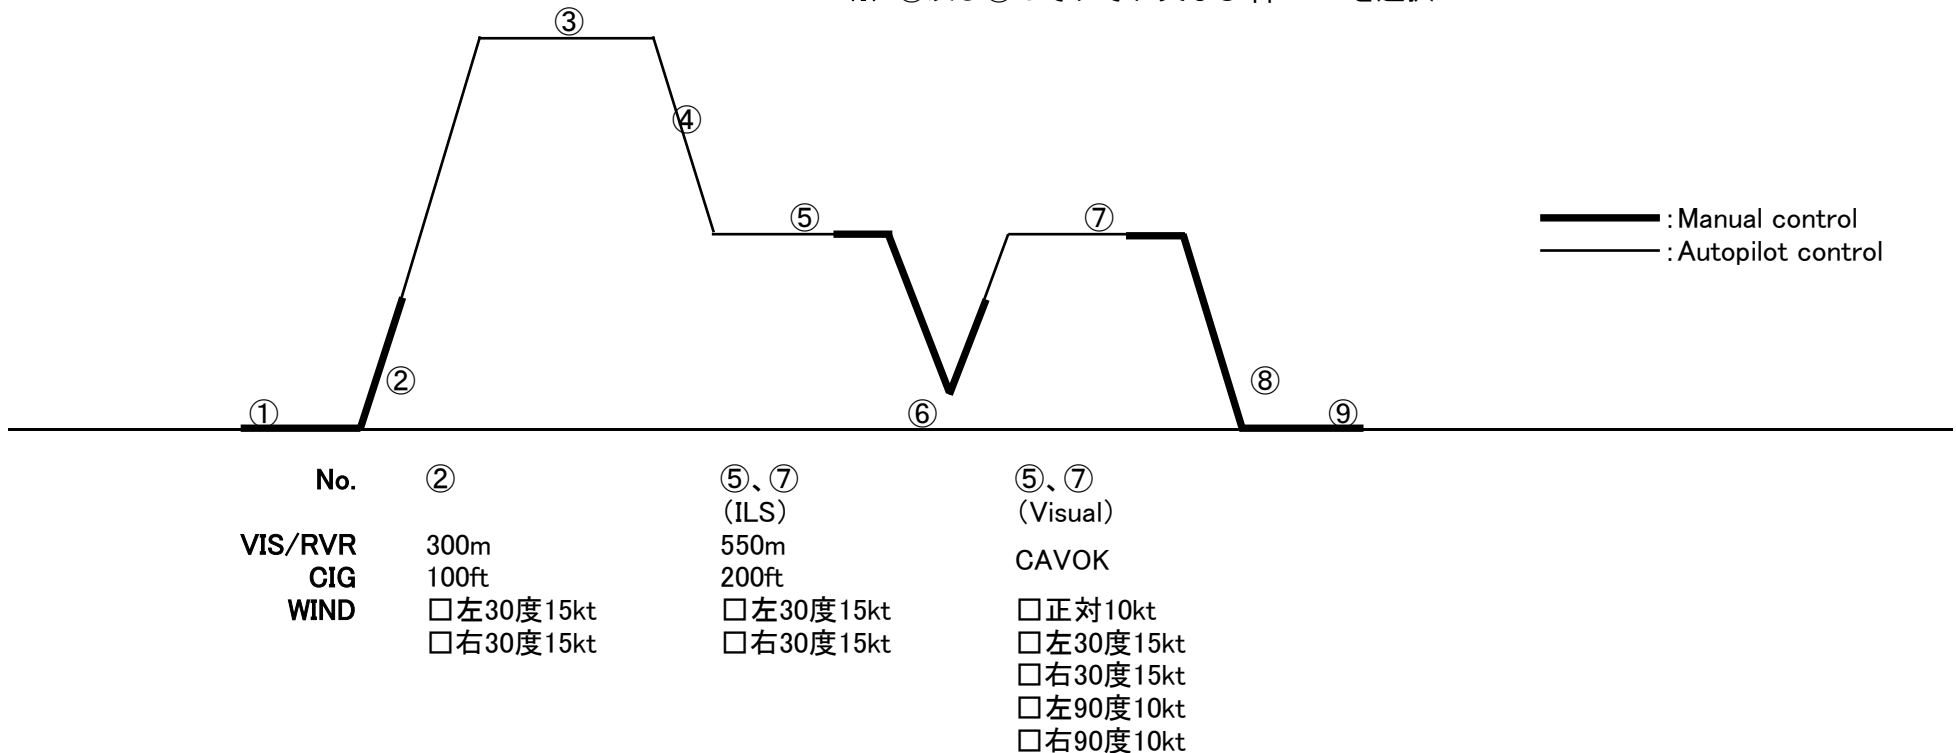 ③
④
⑤
⑦
: Manual control
: Autopilot control
②
⑧
①
⑥
⑨
No. ② ⑤、⑦ ⑤、⑦
(ILS) (Visual)
VIS/RVR 300m 550m CAVOK
CIG 100ft 200ft
WIND □左30度15kt □左30度15kt □正対10kt
□右30度15kt □右30度15kt □左30度15kt
□右30度15kt
□左90度10kt
□右90度10kt